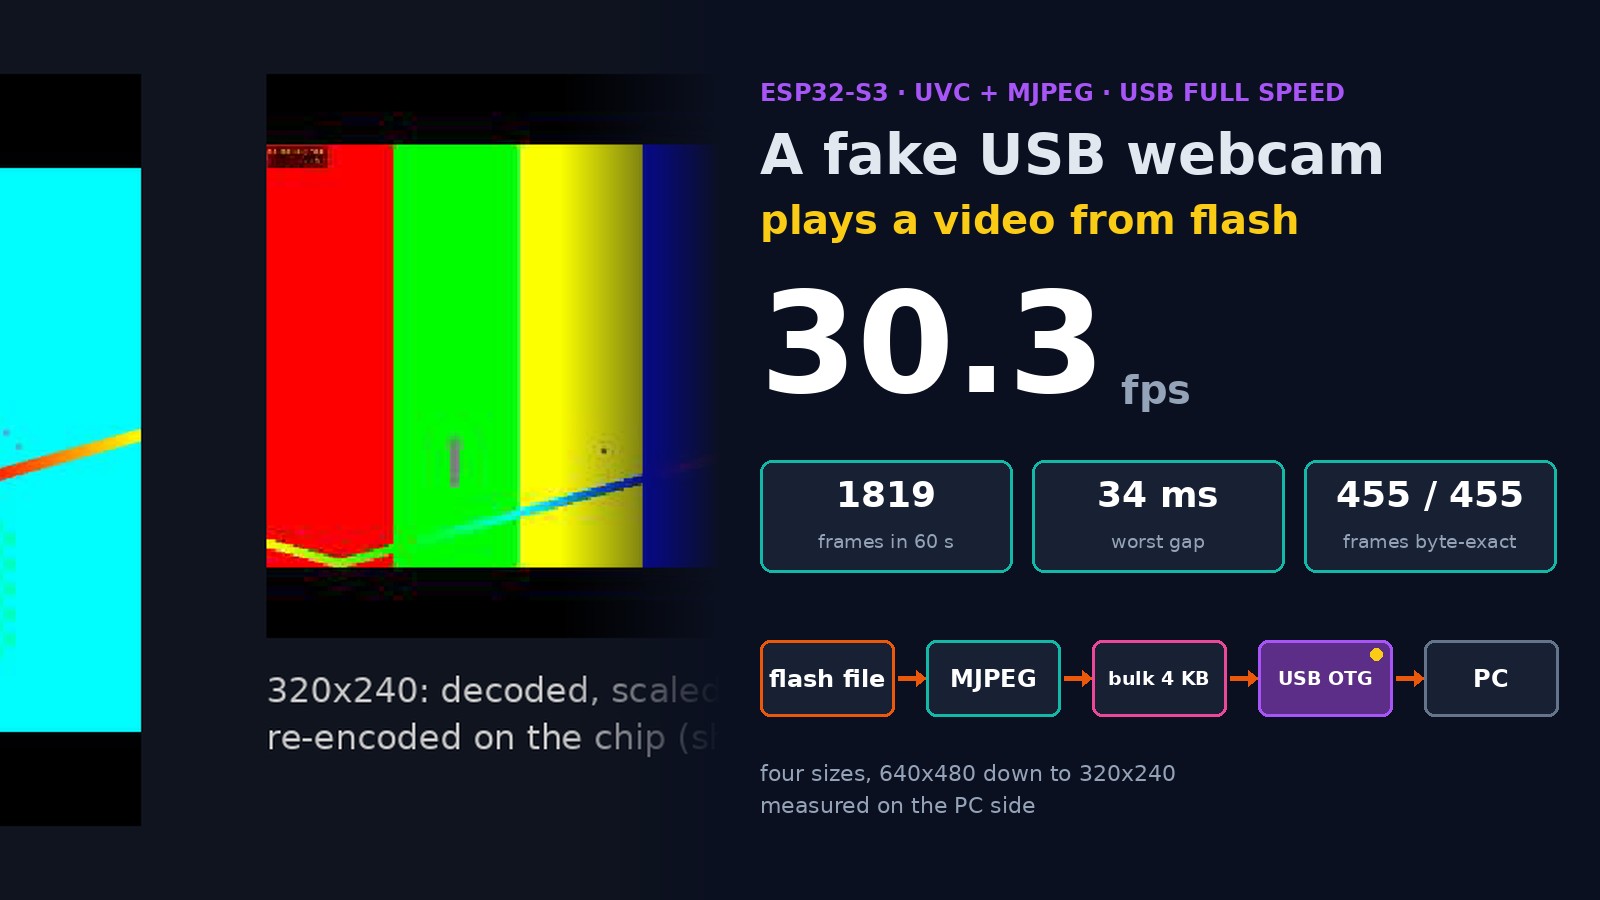 320x240: decoded, scaled
re-encoded on the chip
ESP32-S3 · UVC + MJPEG · USB FULL SPEED
A fake USB webcam
plays a video from flash
30.3 fps
1819
frames in 60 s
34 ms
worst gap
455 / 455
frames byte-exact
flash file
MJPEG
bulk 4 KB
USB OTG
PC
four sizes, 640x480 down to 320x240
measured on the PC side